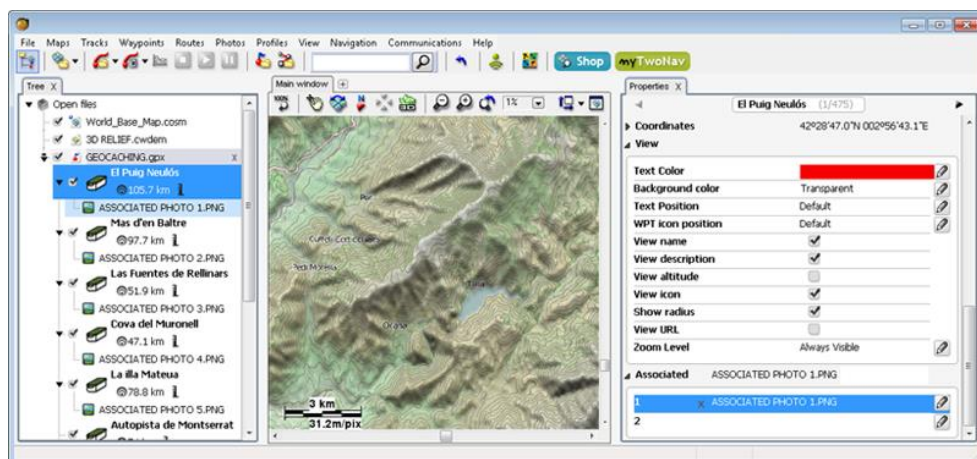 File Maps Tracks Waypoints Routes Photos Profiles View Navigation Communications Help
Shop
myTwoNav
Tree X
Open files
World_Base_Map.cosm
3D RELIEF.cwdem
GEOCACHING.gpx X
El Puig Neulós
105.7 km
ASSOCIATED PHOTO 1.PNG
Mas d'en Baltre
97.7 km
ASSOCIATED PHOTO 2.PNG
Las Fuentes de Rellinars
51.9 km
ASSOCIATED PHOTO 3.PNG
Cova del Muronell
47.1 km
ASSOCIATED PHOTO 4.PNG
La illa Mateua
78.8 km
ASSOCIATED PHOTO 5.PNG
Autopista de Montserrat
Main window
100%
1%
3 km
31.2m/pix
Properties X
El Puig Neulós (1/475)
Coordinates 42º28'47.0"N 002º56'43.1"E
View
Text Color
Background color Transparent
Text Position Default
WPT icon position Default
View name
View description
View altitude
View icon
Show radius
View URL
Zoom Level Always Visible
Associated ASSOCIATED PHOTO 1.PNG
1 X ASSOCIATED PHOTO 1.PNG
2